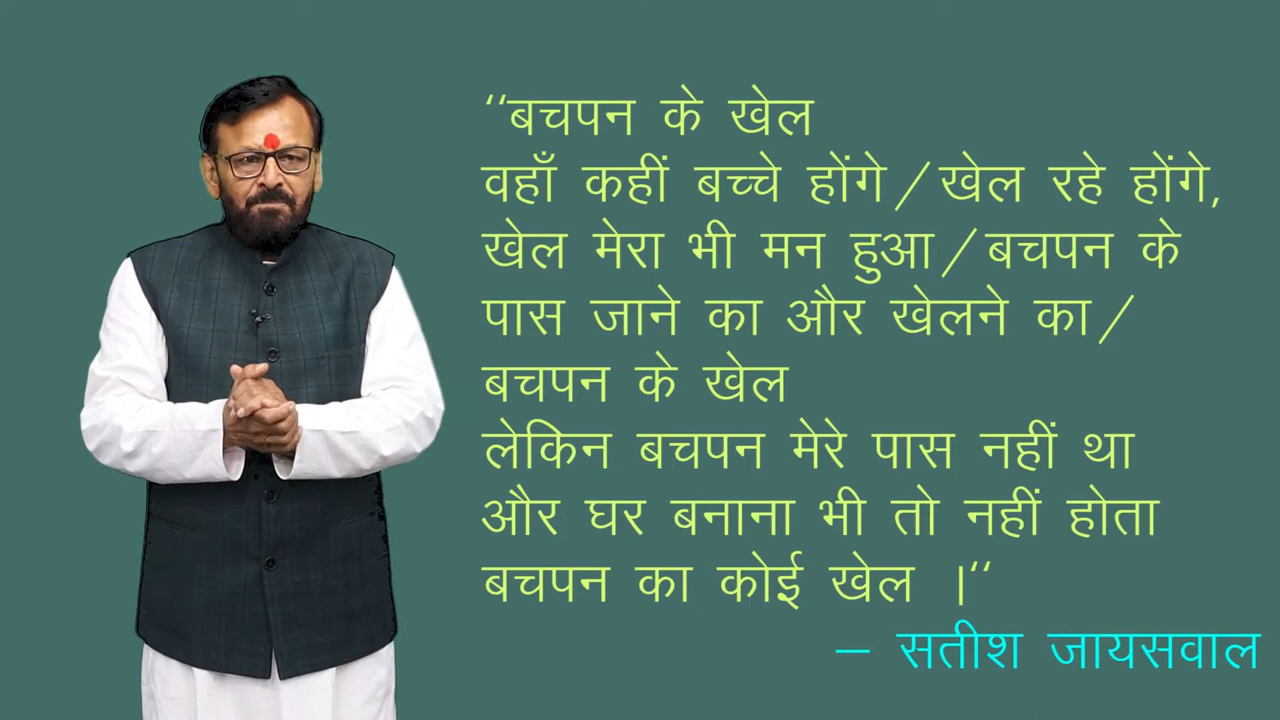 “बचपन के खेल
वहाँ कहीं बच्चे होंगे/खेल रहे होंगे,
खेल मेरा भी मन हुआ/बचपन के
पास जाने का और खेलने का/
बचपन के खेल
लेकिन बचपन मेरे पास नहीं था
और घर बनाना भी तो नहीं होता
बचपन का कोई खेल ।“
– सतीश जायसवाल